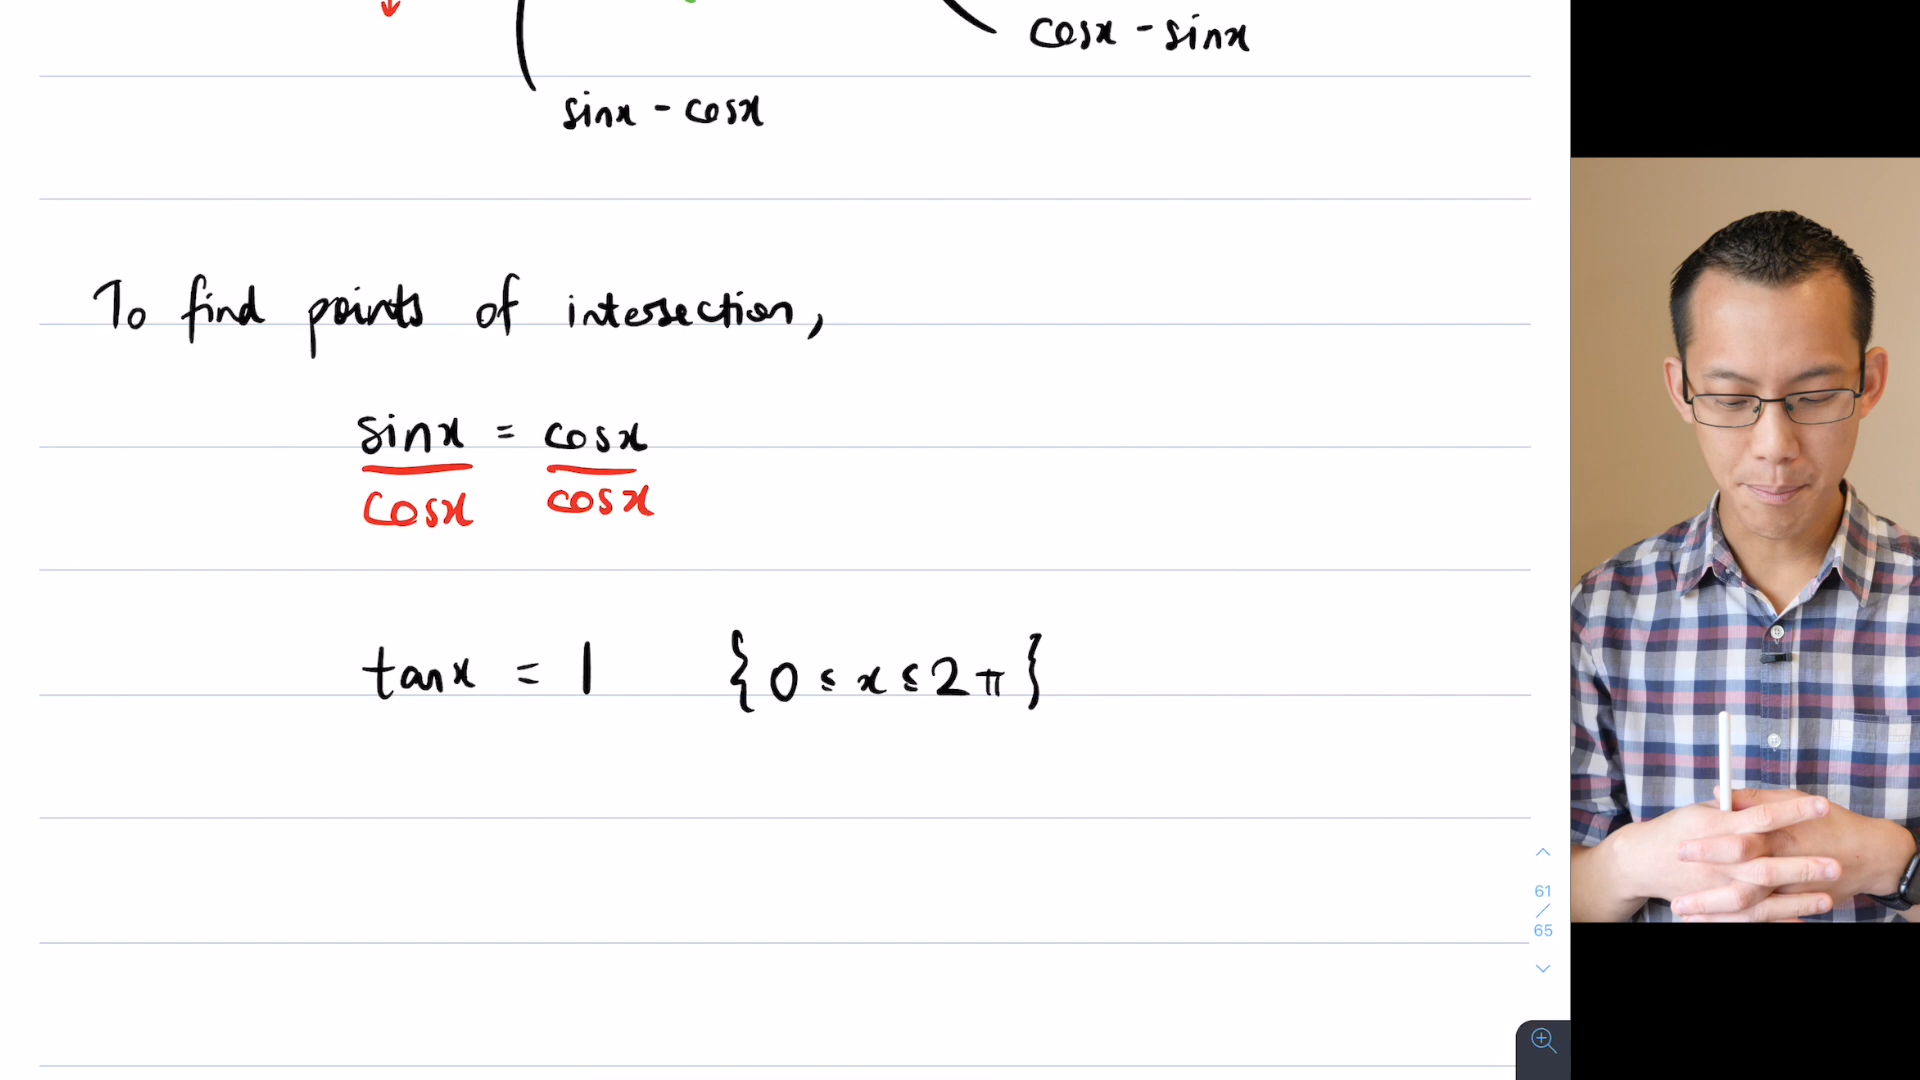 cosx - sinx
sinx - cosx
To find points of intersection,
sinx = cosx
cosx cosx
tanx = 1 {0 ≤ x ≤ 2π}
61
/
65